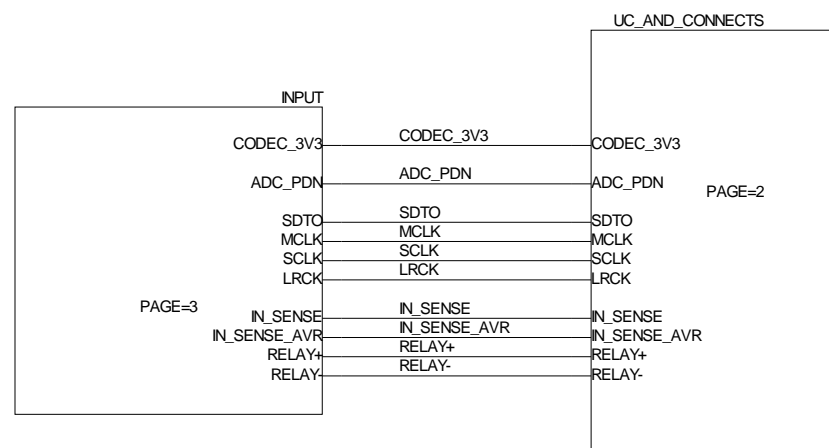 UC_AND_CONNECTS
INPUT
CODEC_3V3 CODEC_3V3 CODEC_3V3
ADC_PDN ADC_PDN ADC_PDN
PAGE=2
SDTO SDTO SDTO
MCLK MCLK MCLK
SCLK SCLK SCLK
LRCK LRCK LRCK
PAGE=3
IN_SENSE IN_SENSE IN_SENSE
IN_SENSE_AVR IN_SENSE_AVR IN_SENSE_AVR
RELAY+ RELAY+ RELAY+
RELAY- RELAY- RELAY-